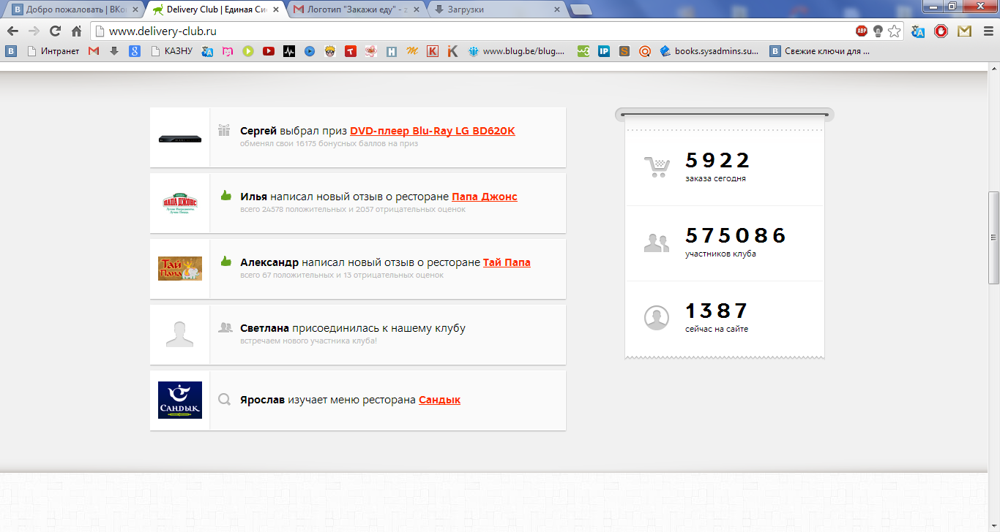 Добро пожаловать | ВКо
Delivery Club | Единая Си
Логотип "Закажи еду" - z
Загрузки
www.delivery-club.ru
ABP
Интранет
КАЗНУ
www.blug.be/blug....
IP
books.sysadmins.su...
Свежие ключи для ...
Сергей выбрал приз DVD-плеер Blu-Ray LG BD620K
обменял свои 16175 бонусных баллов на приз
ПАПА ДЖОНС
Илья написал новый отзыв о ресторане Папа Джонс
всего 24578 положительных и 2057 отрицательных оценок
Тай Папа
Александр написал новый отзыв о ресторане Тай Папа
всего 67 положительных и 13 отрицательных оценок
Светлана присоединилась к нашему клубу
встречаем нового участника клуба!
САНДЫК
Ярослав изучает меню ресторана Сандык
5922
заказа сегодня
575086
участников клуба
1387
сейчас на сайте